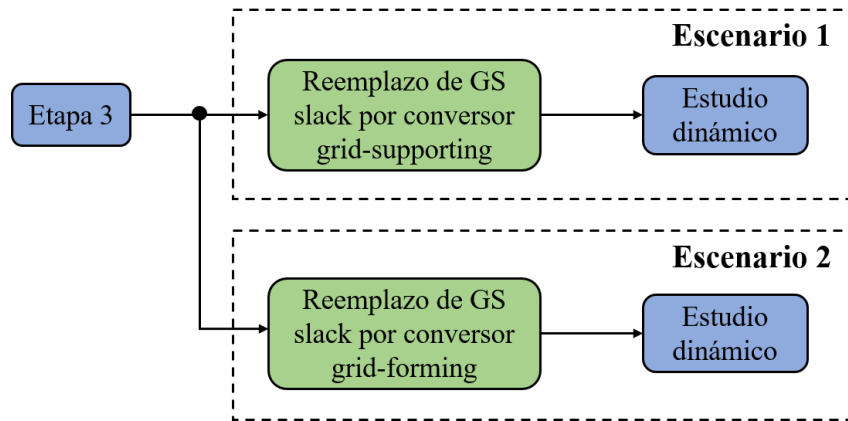 Escenario 1
Etapa 3
Reemplazo de GS
slack por conversor
grid-supporting
Estudio
dinámico
Escenario 2
Reemplazo de GS
slack por conversor
grid-forming
Estudio
dinámico